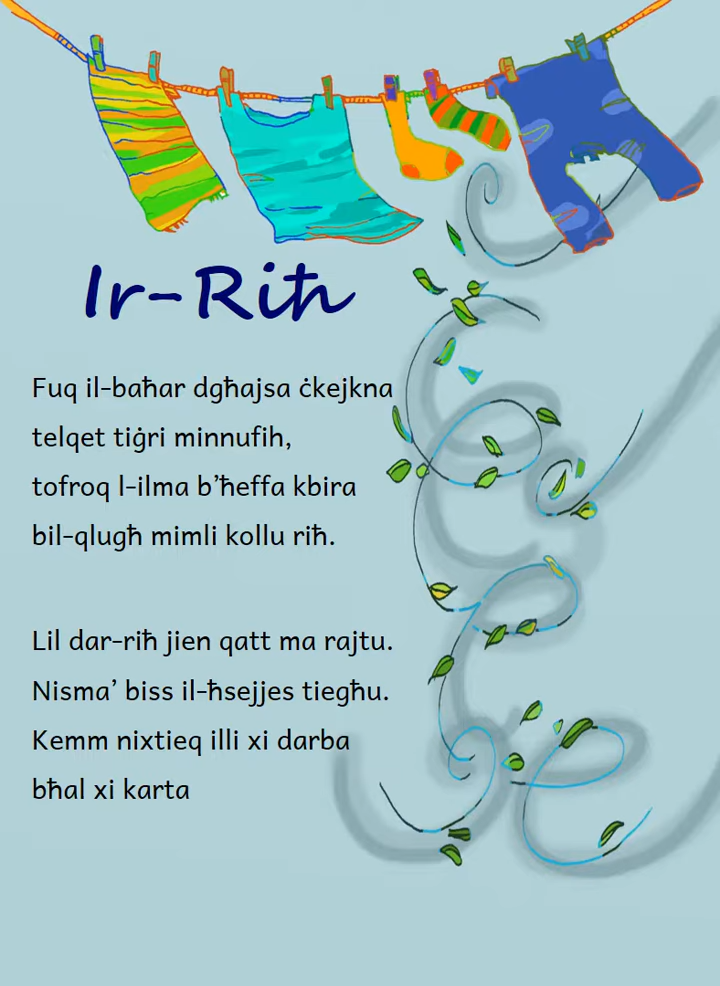 Ir-Riħ
Fuq il-baħar dgħajsa ċkejkna
telqet tiġri minnufih,
tofroq l-ilma b’ħeffa kbira
bil-qlugħ mimli kollu riħ.
Lil dar-riħ jien qatt ma rajtu.
Nisma’ biss il-ħsejjes tiegħu.
Kemm nixtieq illi xi darba
bħal xi karta